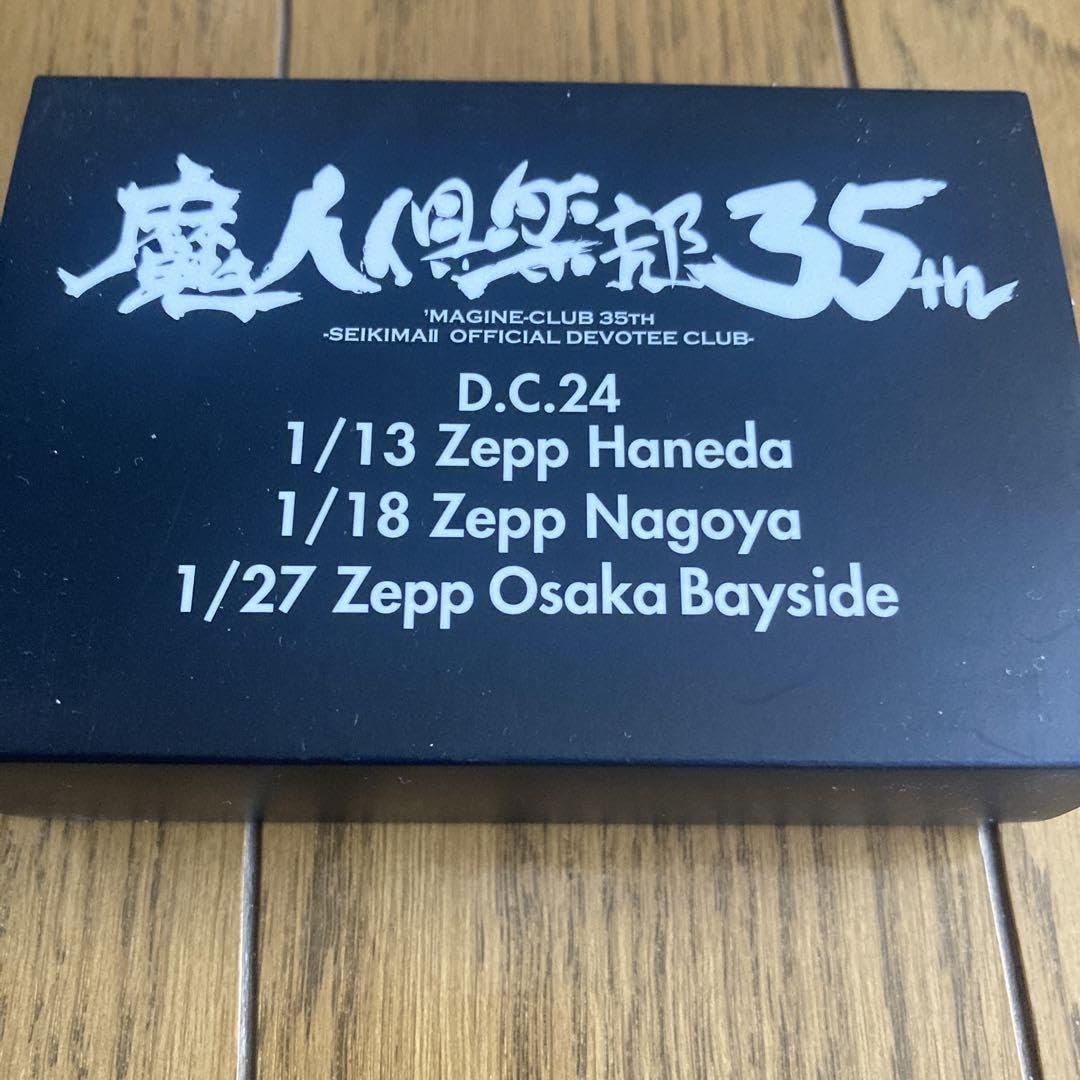 魔人倶楽部35th
'MAGINE-CLUB 35TH
-SEIKIMAII OFFICIAL DEVOTEE CLUB-
D.C.24
1/13 Zepp Haneda
1/18 Zepp Nagoya
1/27 Zepp Osaka Bayside